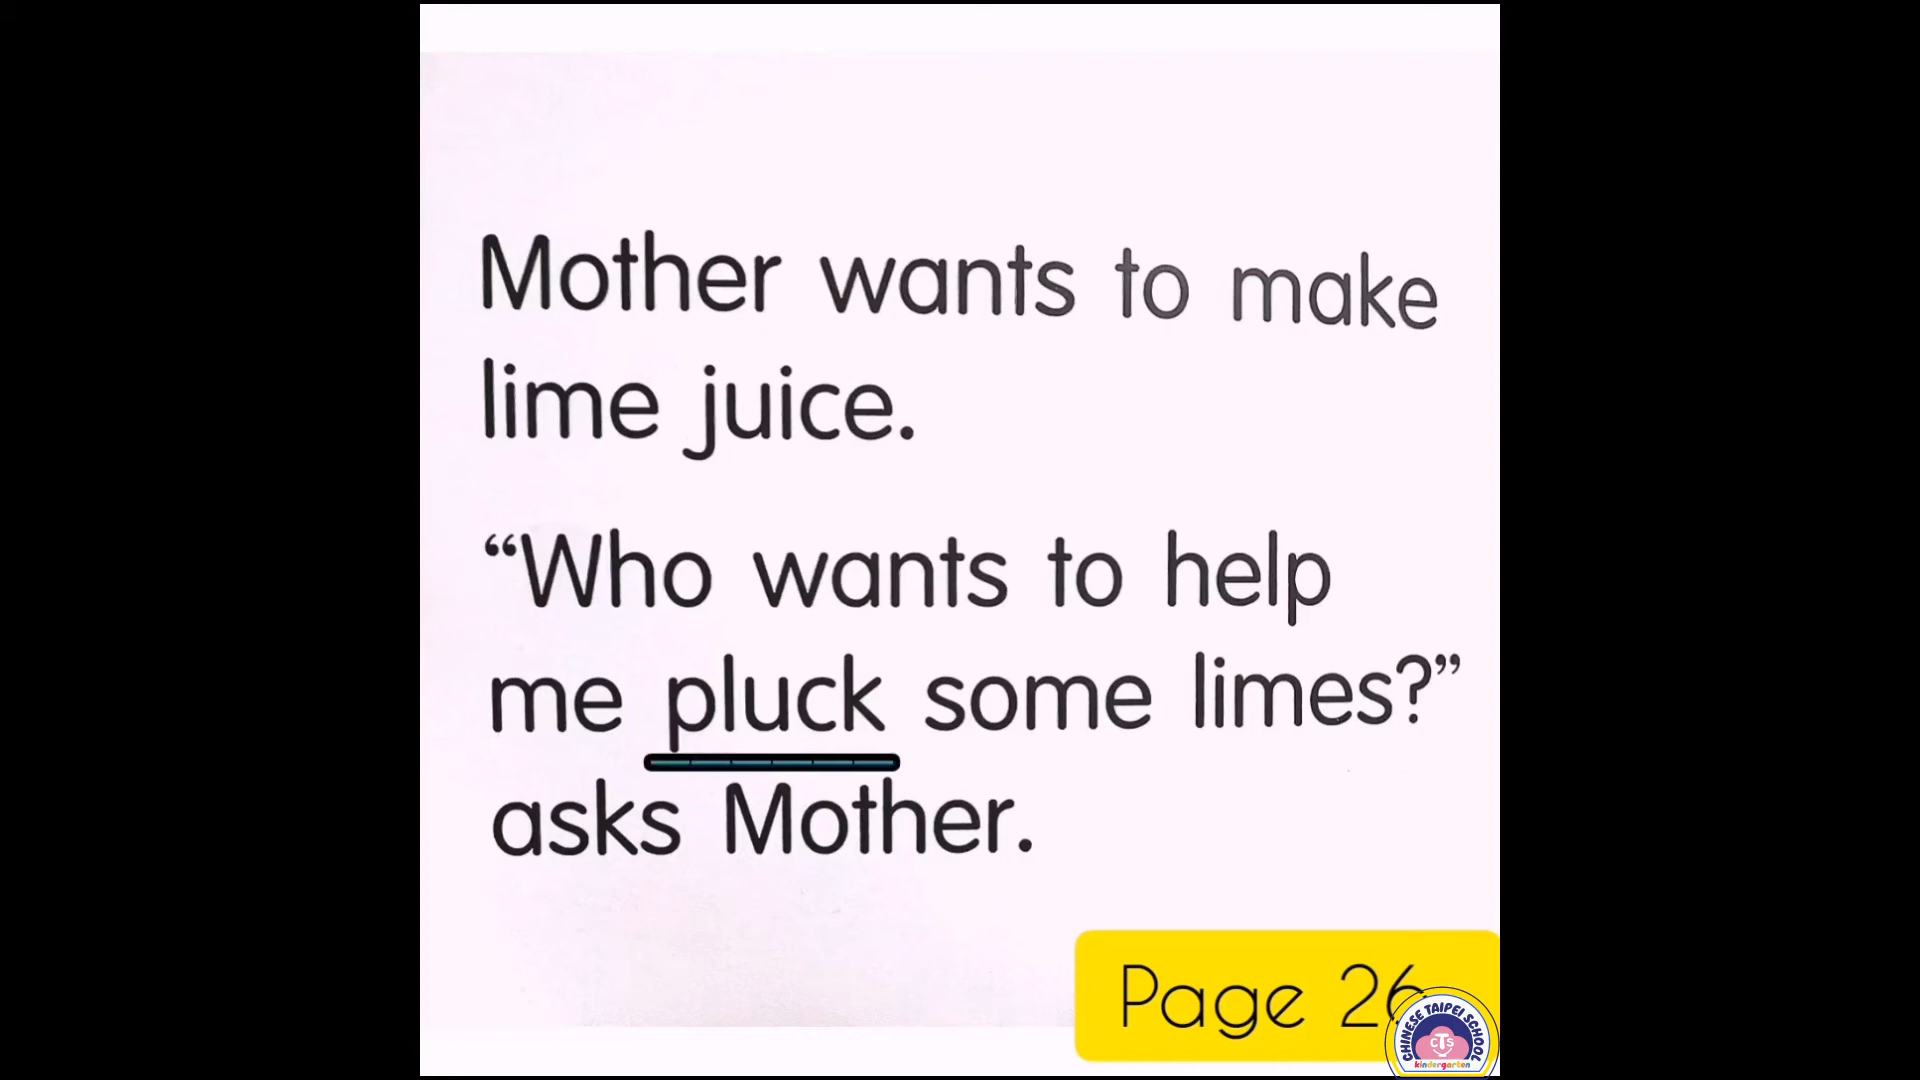 Mother wants to make
lime juice.
“Who wants to help
me pluck some limes?”
asks Mother.
Page 26
CHINESE TAIPEI SCHOOL
CTS
kindergarten